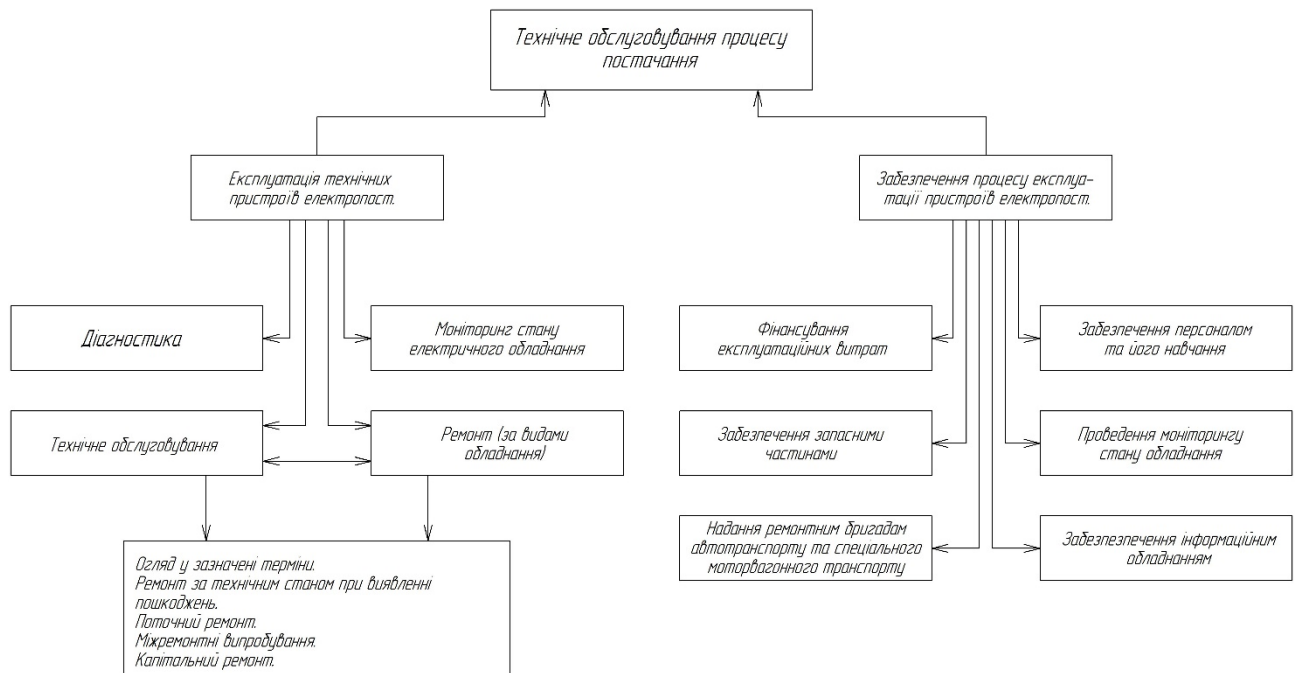 Технічне обслуговування процесу
постачання
Експлуатація технічних
пристроїв електропост.
Забезпечення процесу експлуа-
тації пристроїв електропост.
Діагностика
Моніторинг стану
електричного обладнання
Фінансування
експлуатаційних витрат
Забезпечення персоналом
та його навчання
Технічне обслуговування
Ремонт (за видами
обладнання)
Забезпечення запасними
частинами
Проведення моніторингу
стану обладнання
Надання ремонтним бригадам
автотранспорту та спеціального
моторвагонного транспорту
Забезпезпечення інформаційним
обладнанням
Огляд у зазначені терміни.
Ремонт за технічним станом при виявленні
пошкоджень.
Поточний ремонт.
Міжремонтні випробування.
Капітальний ремонт.